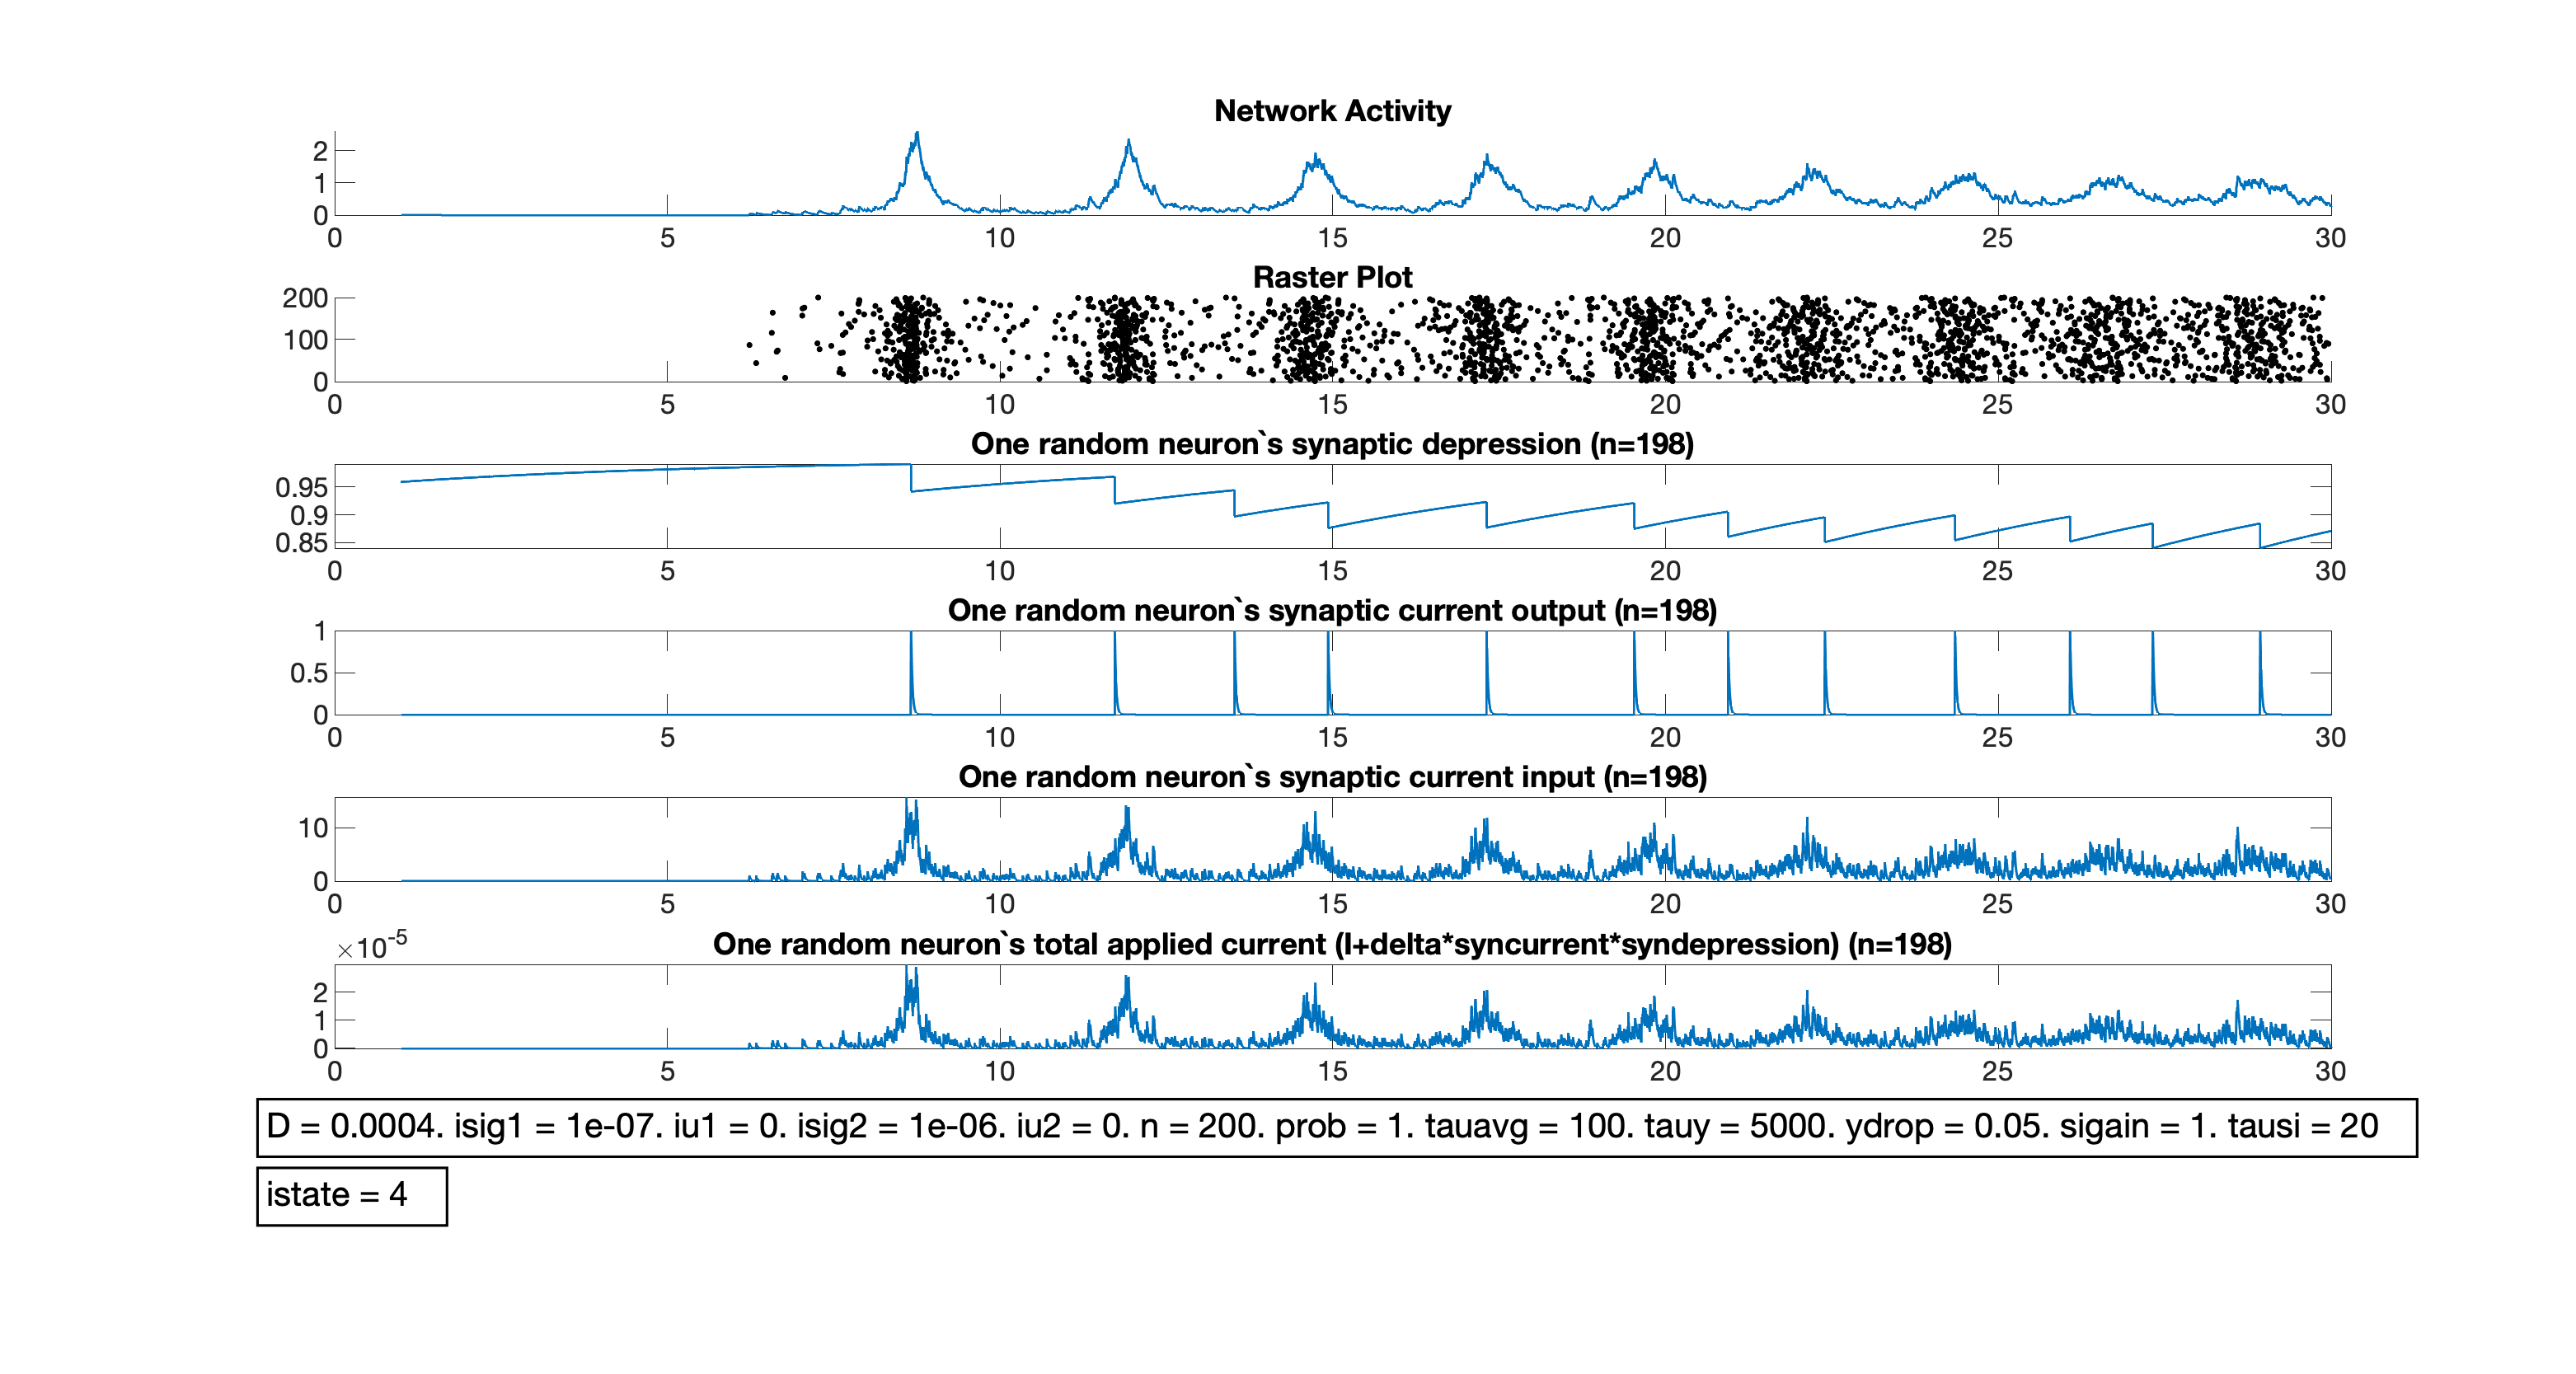 Network Activity
2
1
0
0 5 10 15 20 25 30
Raster Plot
200
100
0
0 5 10 15 20 25 30
One random neuron`s synaptic depression (n=198)
0.95
0.9
0.85
0 5 10 15 20 25 30
One random neuron`s synaptic current output (n=198)
1
0.5
0
0 5 10 15 20 25 30
One random neuron`s synaptic current input (n=198)
10
0
0 5 10 15 20 25 30
×10-5
One random neuron`s total applied current (I+delta*syncurrent*syndepression) (n=198)
2
1
0
0 5 10 15 20 25 30
D = 0.0004. isig1 = 1e-07. iu1 = 0. isig2 = 1e-06. iu2 = 0. n = 200. prob = 1. tauavg = 100. tauy = 5000. ydrop = 0.05. sigain = 1. tausi = 20
istate = 4